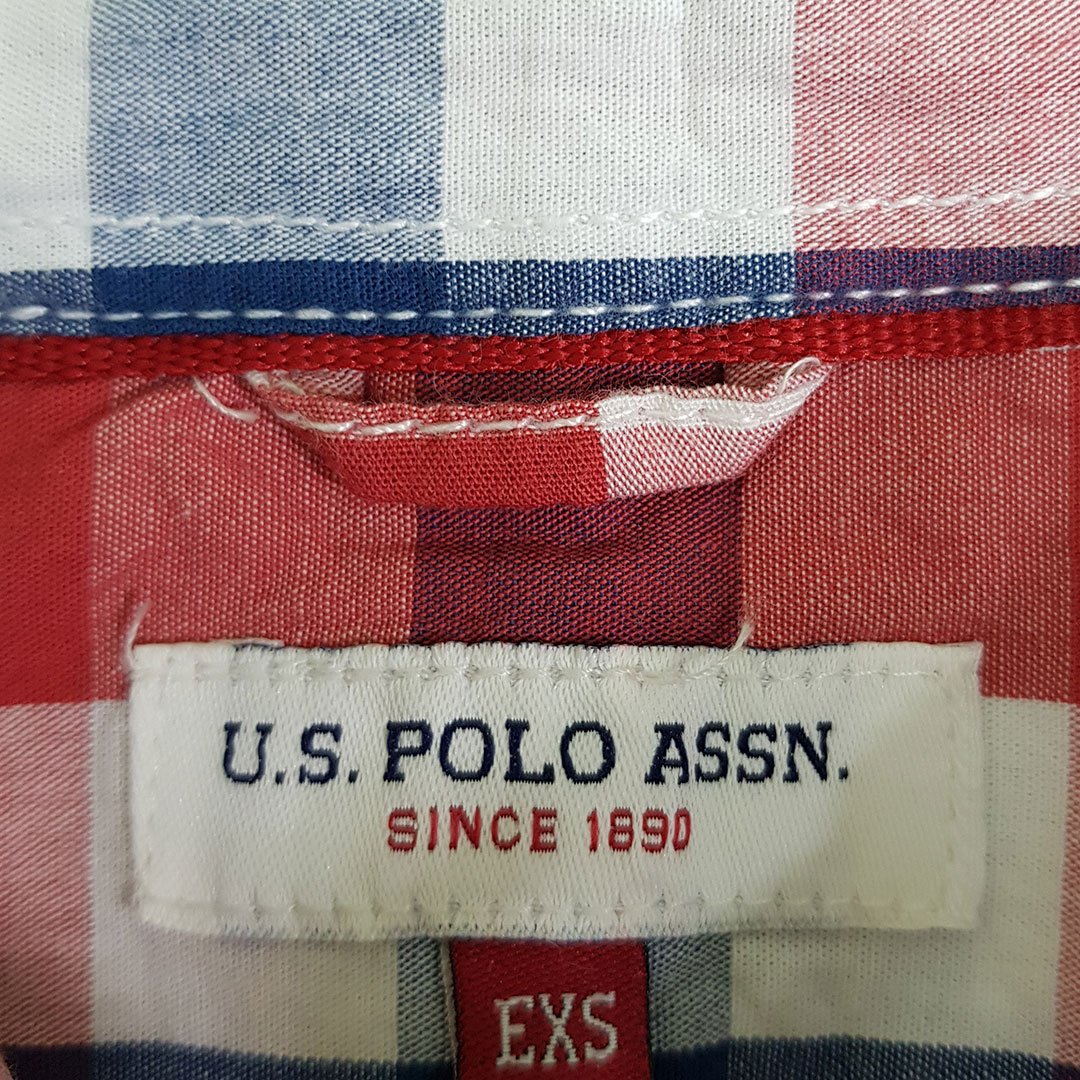 U.S. POLO ASSN.
SINCE 1890
EXS